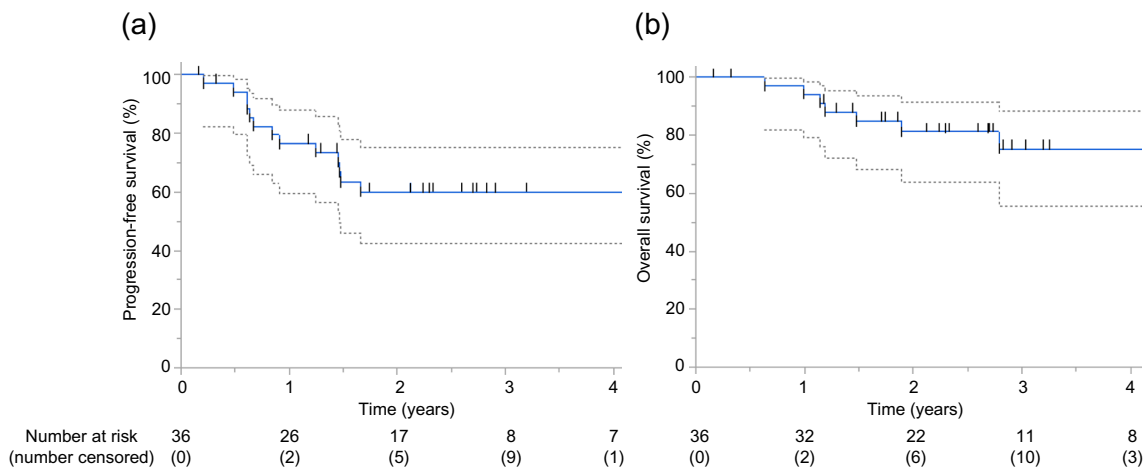 (a)
(b)
Progression-free survival (%)
100
80
60
40
20
0
0 1 2 3 4
Time (years)
Overall survival (%)
100
80
60
40
20
0
0 1 2 3 4
Time (years)
Number at risk 36 26 17 8 7 36 32 22 11 8
(number censored) (0) (2) (5) (9) (1) (0) (2) (6) (10) (3)